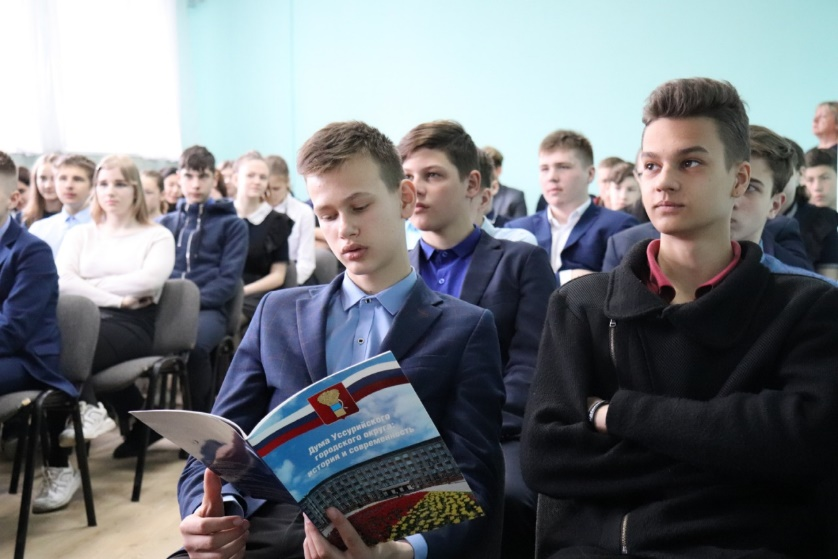 Дума Уссурийского
городского округа:
история и современность